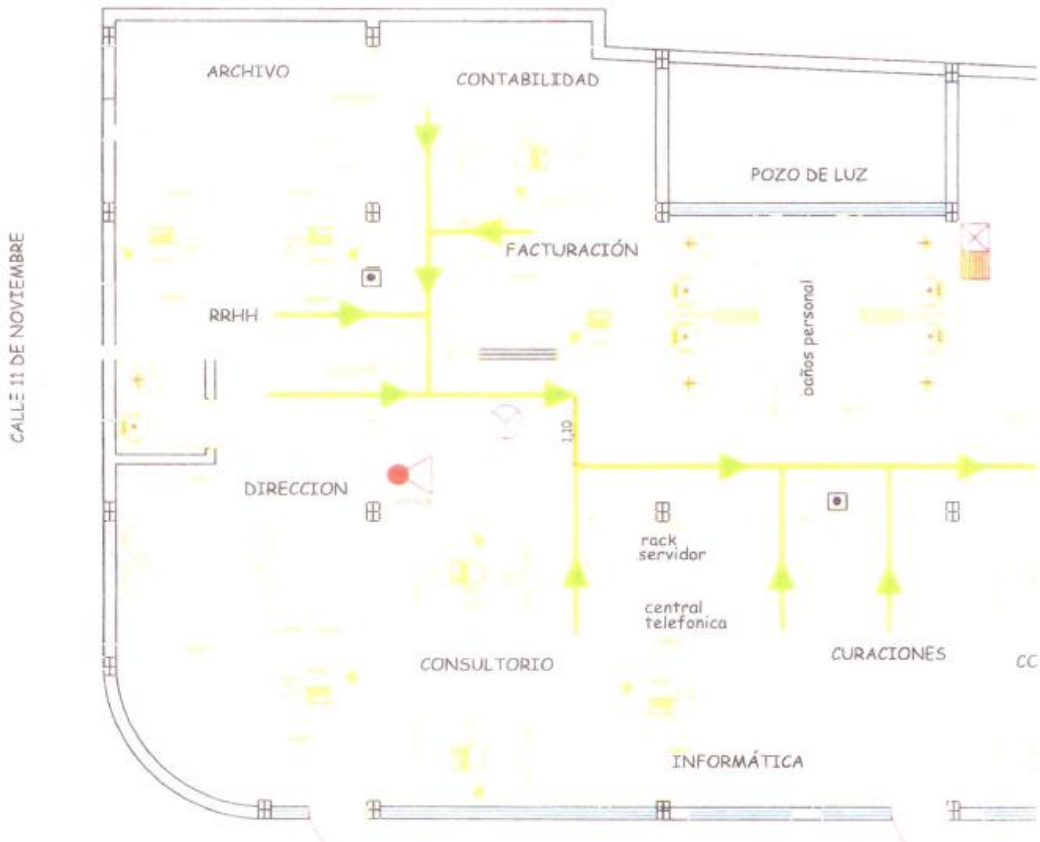 ARCHIVO
CONTABILIDAD
POZO DE LUZ
CALLE 11 DE NOVIEMBRE
FACTURACIÓN
RRHH
baños personal
1,10
DIRECCION
rack
servidor
central
telefonica
CONSULTORIO
CURACIONES
CC
INFORMÁTICA